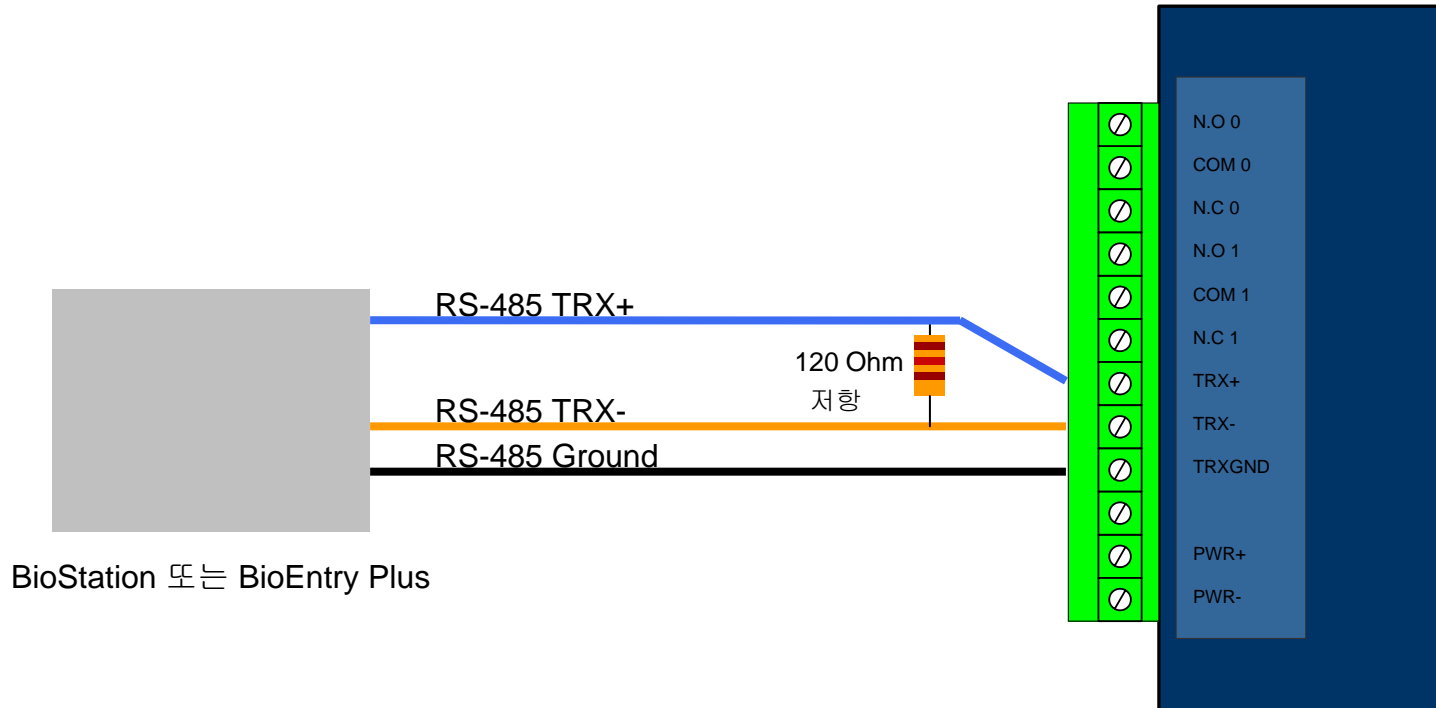 N.O 0
COM 0
N.C 0
N.O 1
COM 1
N.C 1
TRX+
TRX-
TRXGND
PWR+
PWR-
RS-485 TRX+
120 Ohm
저항
RS-485 TRX-
RS-485 Ground
BioStation 또는 BioEntry Plus